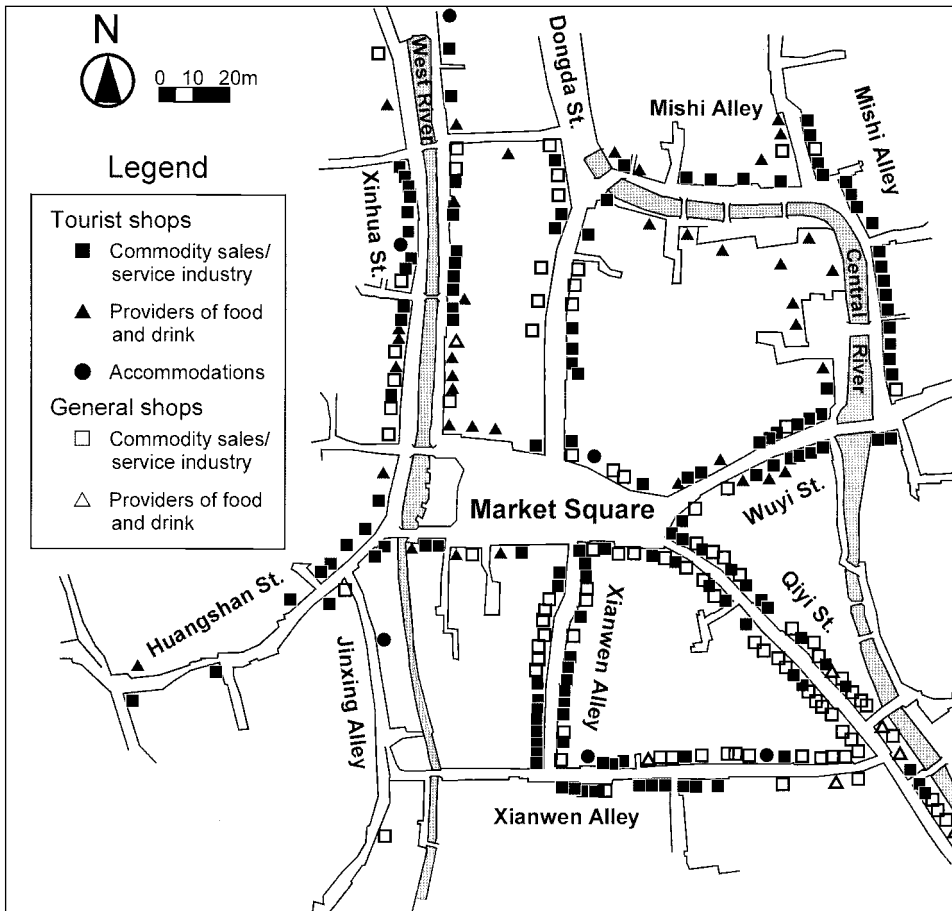 N
0 10 20m
Legend
Tourist shops
Commodity sales/
service industry
Providers of food
and drink
Accommodations
General shops
Commodity sales/
service industry
Providers of food
and drink
West River
Dongda St.
Mishi Alley
Mishi Alley
Xinhua St.
Central
River
Market Square
Wuyi St.
Qiyi St.
Huangshan St.
Jinxing Alley
Xianwen Alley
Xianwen Alley